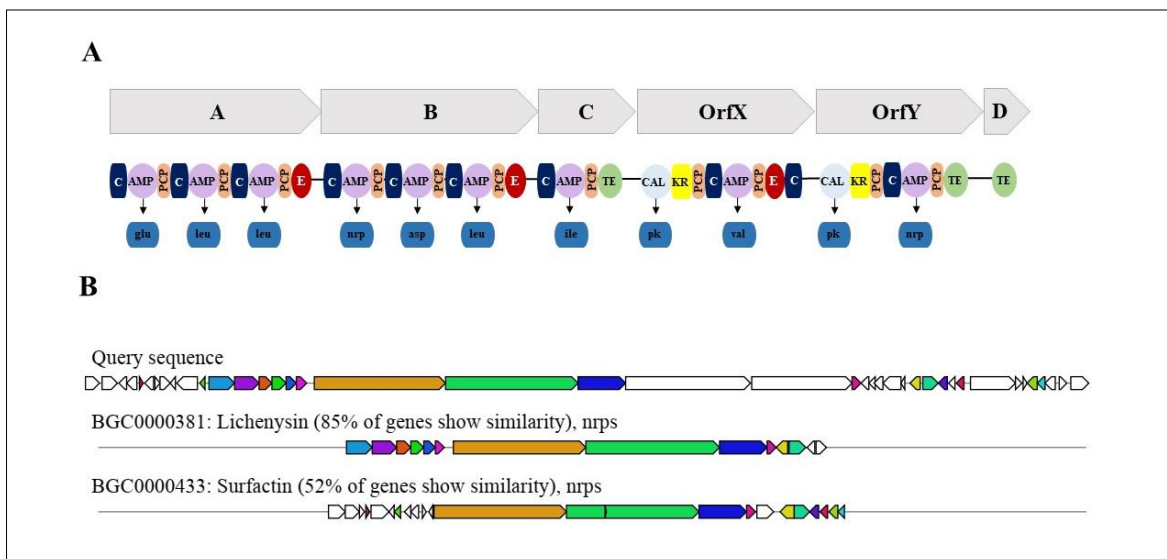 A
A B C OrfX OrfY D
C AMP PCP C AMP PCP C AMP PCP E C AMP PCP C AMP PCP C AMP PCP E C AMP PCP TE CAL KR PCP C AMP PCP E C CAL KR PCP C AMP PCP TE TE
glu leu leu nrp asp leu ile pk val pk nrp
B
Query sequence
BGC0000381: Lichenysin (85% of genes show similarity), nrps
BGC0000433: Surfactin (52% of genes show similarity), nrps